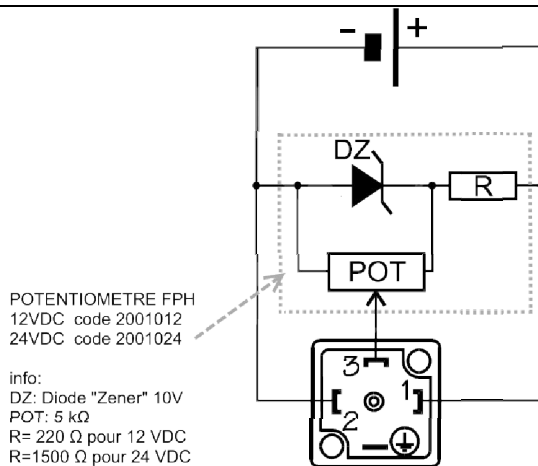 - +
DZ
R
POT
POTENTIOMETRE FPH
12VDC code 2001012
24VDC code 2001024
3
1
2
info:
DZ: Diode "Zener" 10V
POT: 5 kΩ
R= 220 Ω pour 12 VDC
R=1500 Ω pour 24 VDC